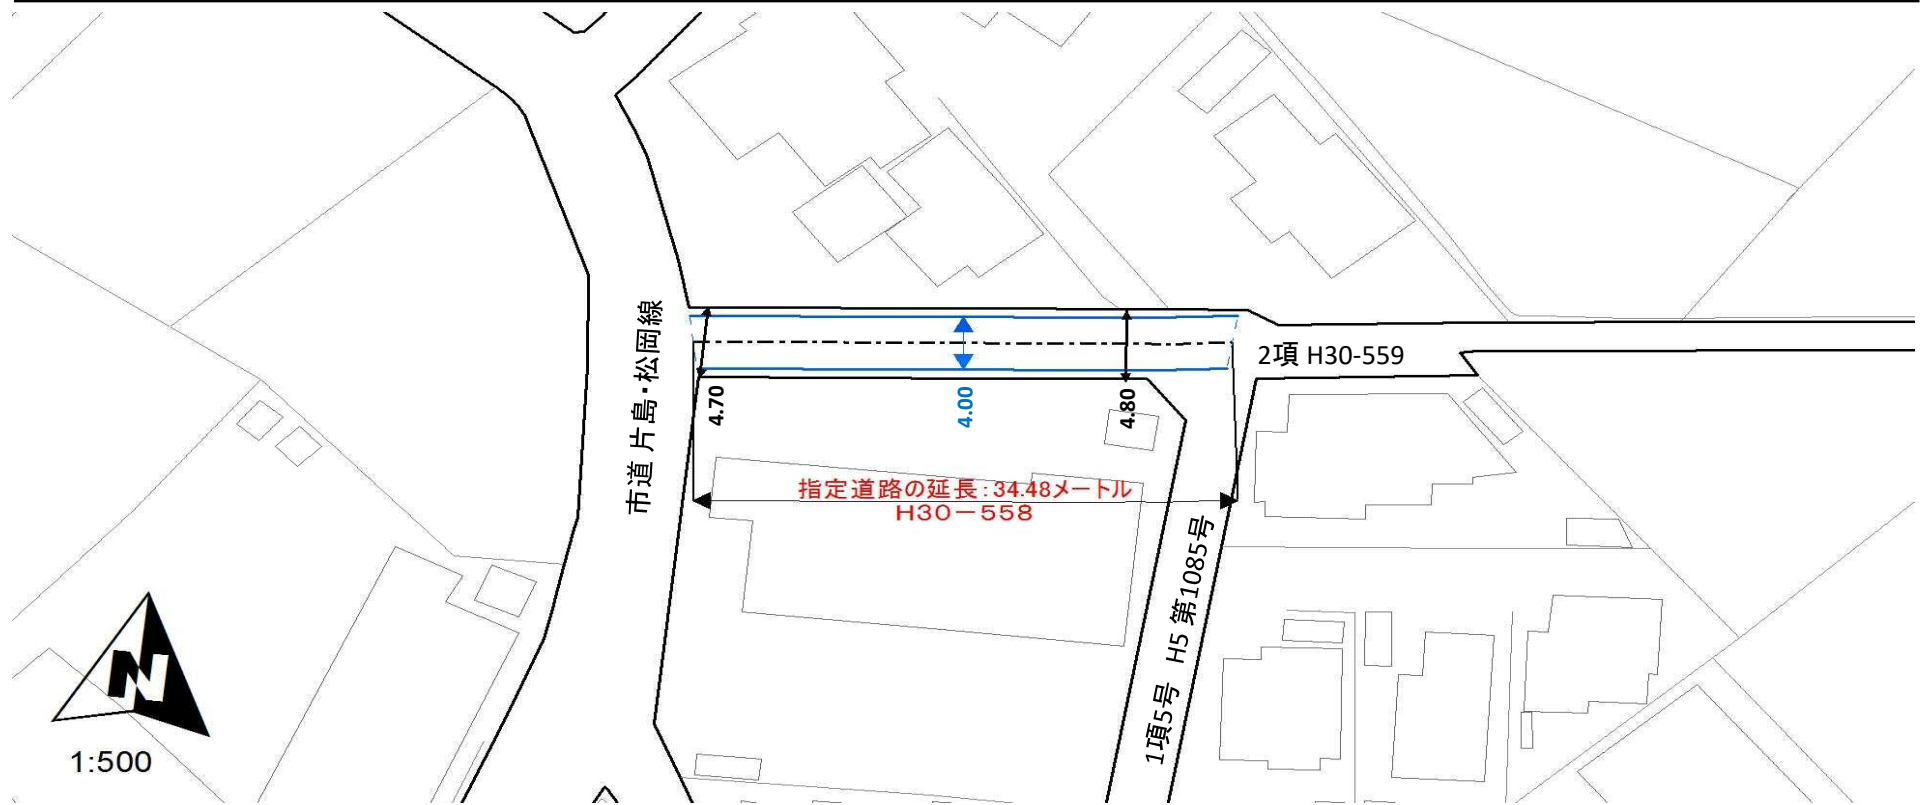 市道 片島・松岡線
4.70
4.00
4.80
2項 H30-559
指定道路の延長:34.48メートル
H30-558
1項5号 H5 第1085号
N
1:500